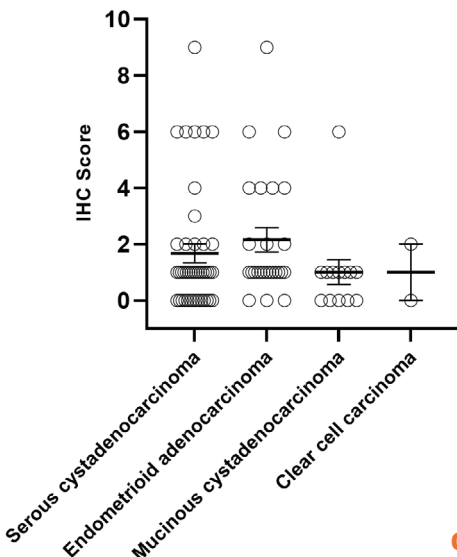 10
8
6
4
2
0
IHC Score
Serous cystadenocarcinoma
Endometrioid adenocarcinoma
Mucinous cystadenocarcinoma
Clear cell carcinoma